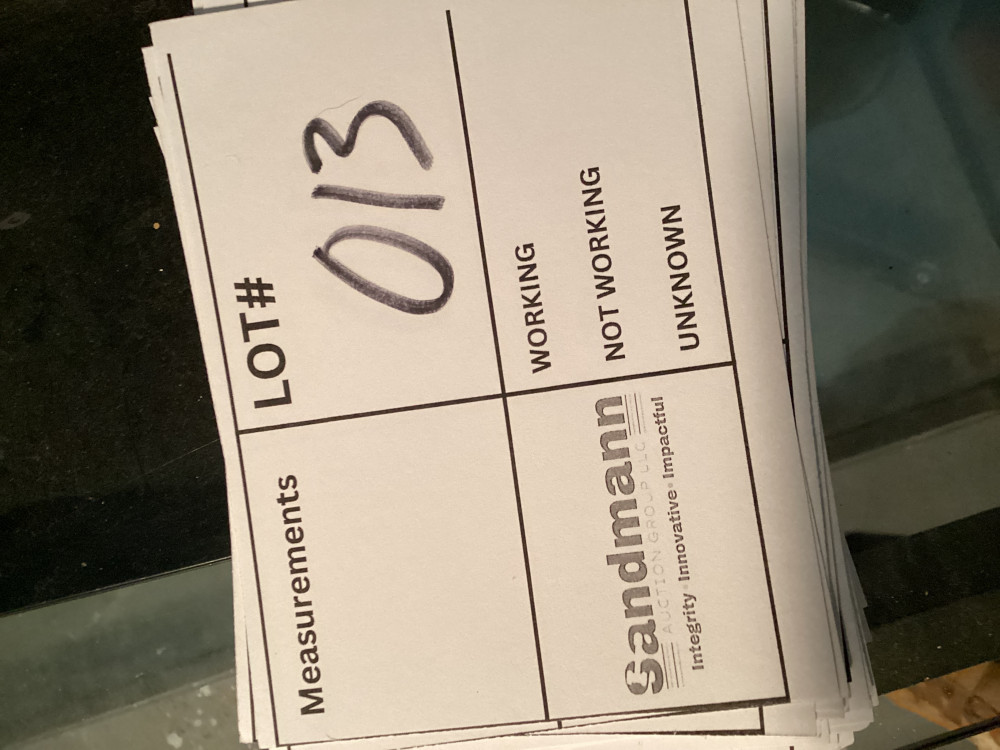 Measurements
LOT#
013
Sandmann
AUCTION GROUP LLC
Integrity Innovative Impactful
WORKING
NOT WORKING
UNKNOWN